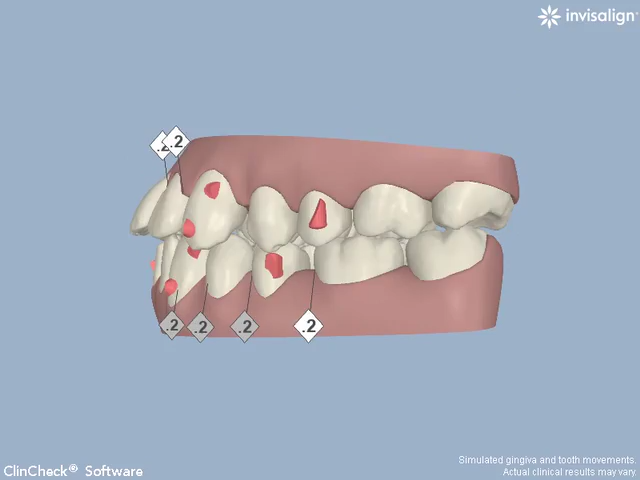 invisalign
.2 .2
.2 .2 .2 .2
Simulated gingiva and tooth movements.
ClinCheck® Software
Actual clinical results may vary.